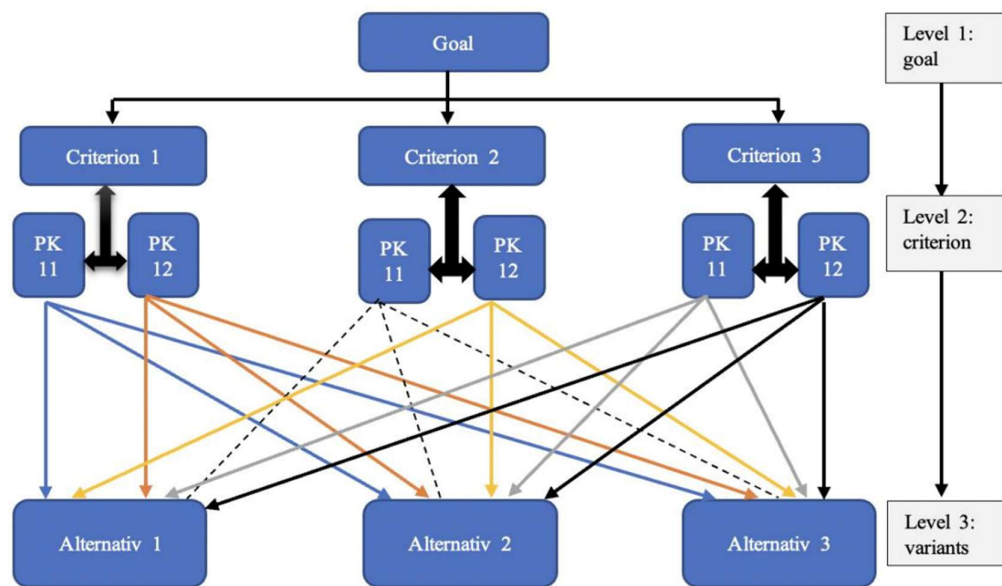 Goal
Level 1:
goal
Criterion 1
Criterion 2
Criterion 3
PK
11
PK
12
PK
11
PK
12
PK
11
PK
12
Level 2:
criterion
Alternativ 1
Alternativ 2
Alternativ 3
Level 3:
variants